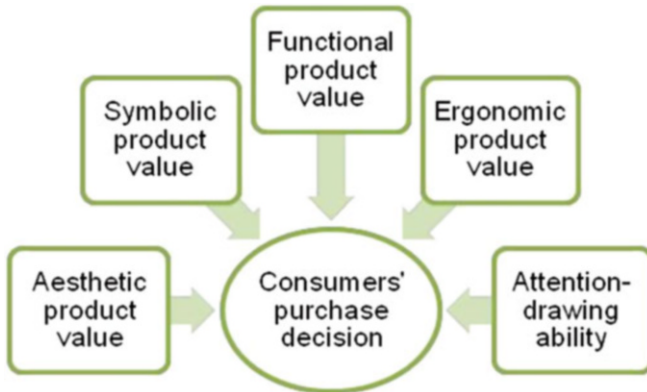 Functional
product
value
Symbolic
product
value
Ergonomic
product
value
Aesthetic
product
value
Consumers'
purchase
decision
Attention-
drawing
ability